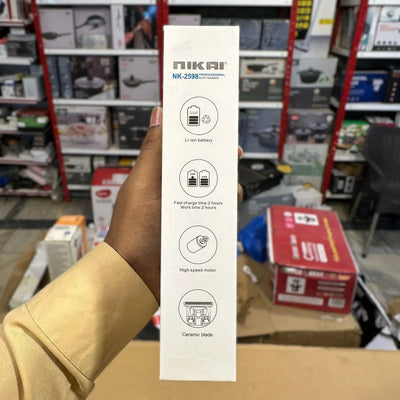 NIKAI
NK-2598 PROFESSIONAL
HAIR TRIMMER
Li-ion battery
Fast charge time 2 hours
Work time 2 hours
High speed motor
Ceramic blade